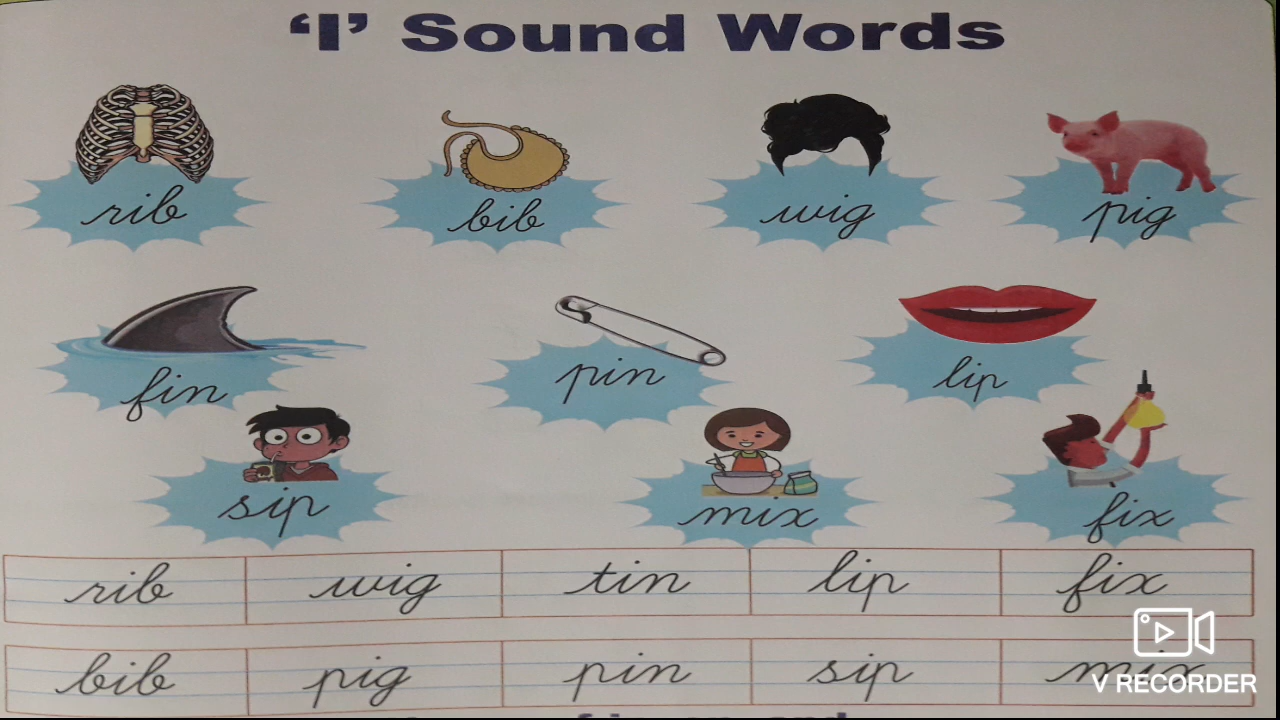 ‘I’ Sound Words
rib bib wig pig
fin pin lip
sip mix fix
rib wig tin lip fix
bib pig pin sip mix
V RECORDER